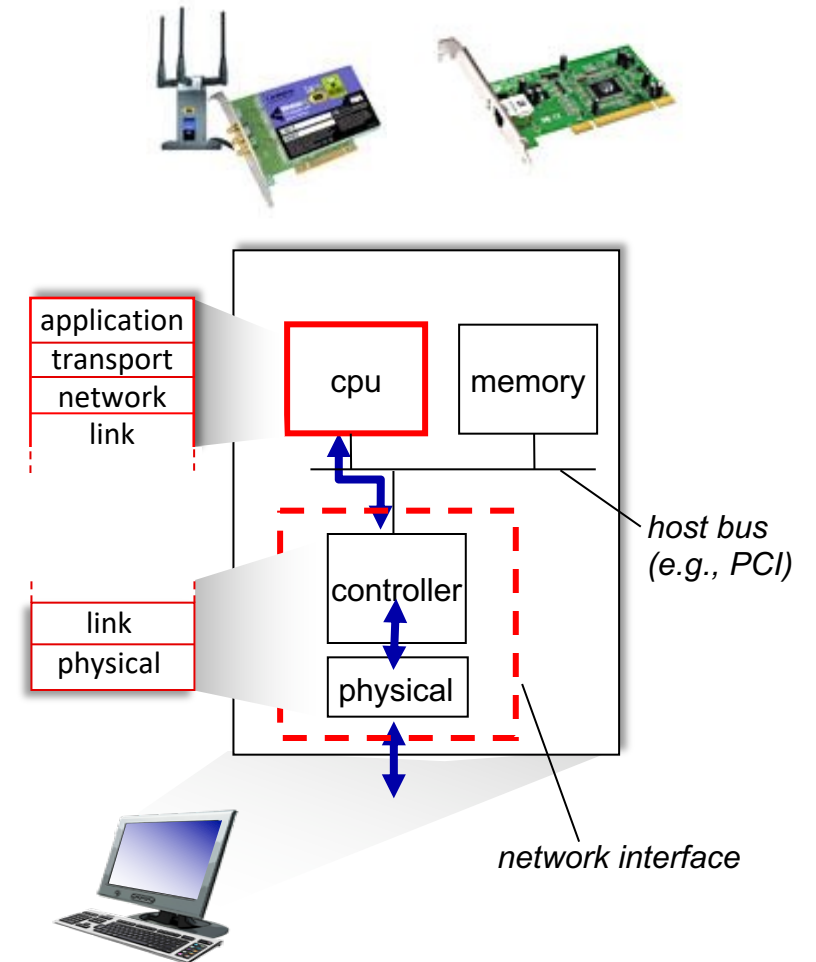 application
transport
network
link
cpu
memory
host bus
(e.g., PCI)
controller
link
physical
physical
network interface